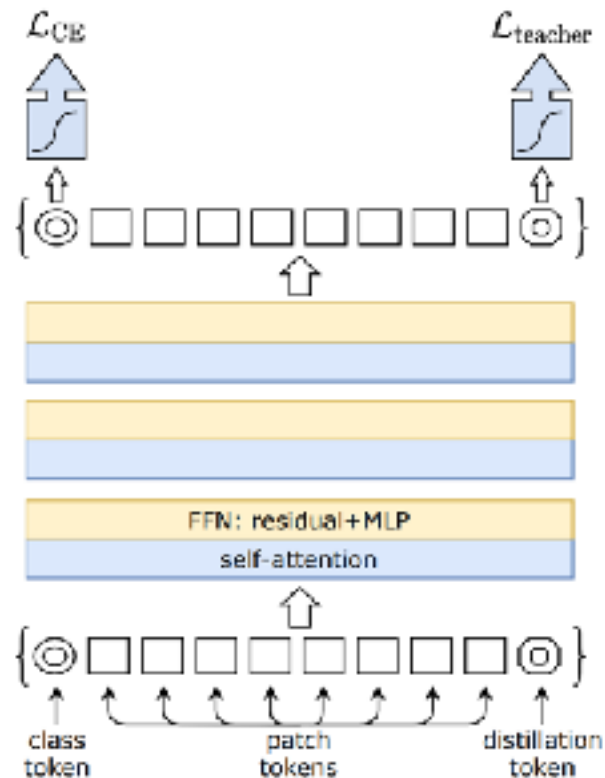 ℒCE ℒteacher
FFN: residual+MLP
self-attention
class patch distillation
token tokens token